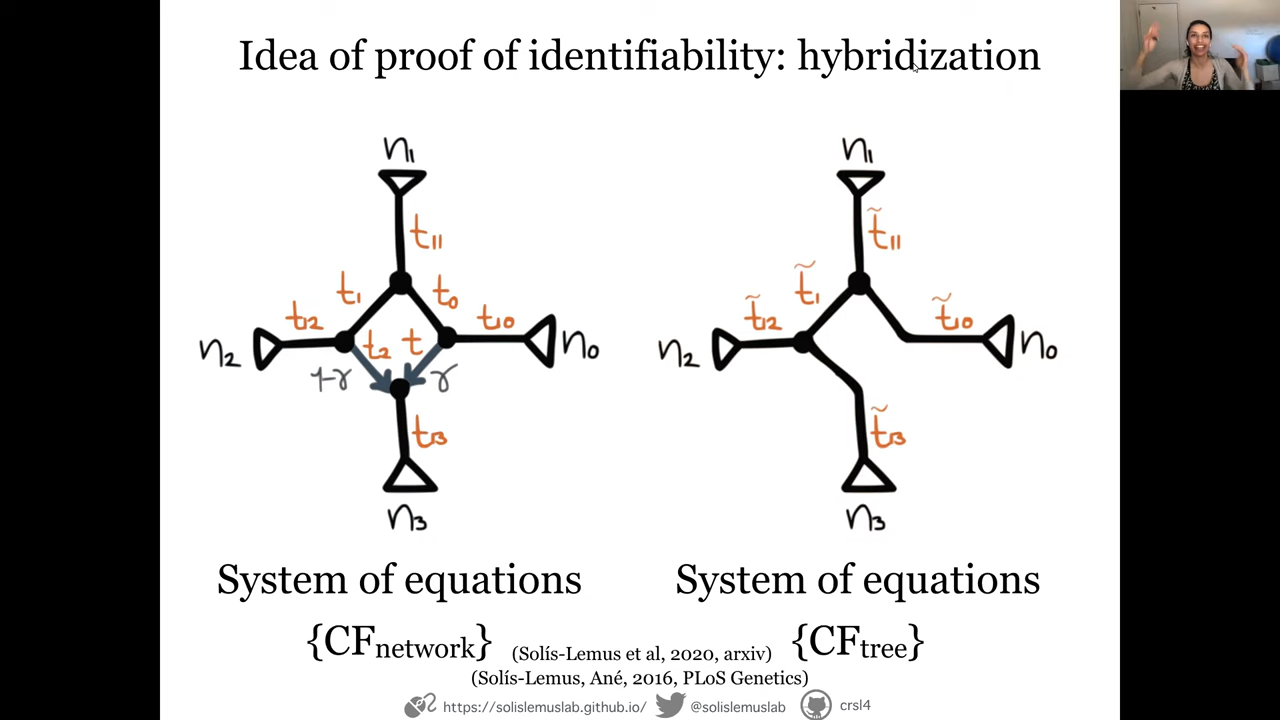 Idea of proof of identifiability: hybridization
n₁
t₁₁
t₁
t₀
t₁₂
t₁₀
n₂
n₀
t₂
t
1-γ
γ
t₁₃
n₃
n₁
t̃₁₁
t̃₁
t̃₁₂
t̃₁₀
n₂
n₀
t̃₁₃
n₃
System of equations
{CFnetwork}
System of equations
{CFtree}
(Solís-Lemus et al, 2020, arxiv)
(Solís-Lemus, Ané, 2016, PLoS Genetics)
https://solislemuslab.github.io/
@solislemuslab
crsl4